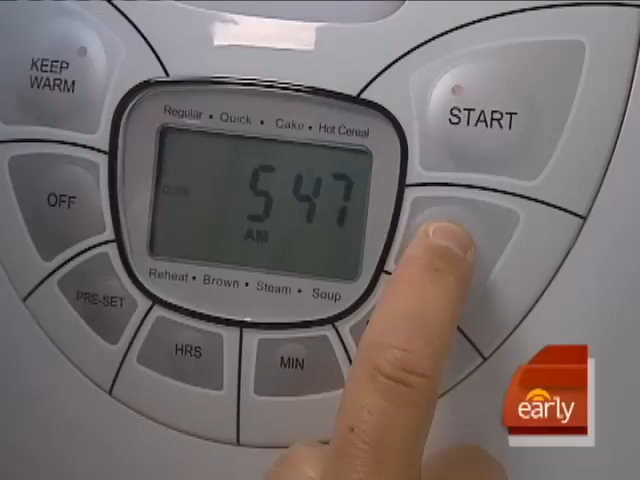 KEEP
WARM
Regular • Quick • Cake • Hot Cereal
START
OFF
5 47
AM
Reheat • Brown • Steam • Soup
PRE-SET
HRS
MIN
early